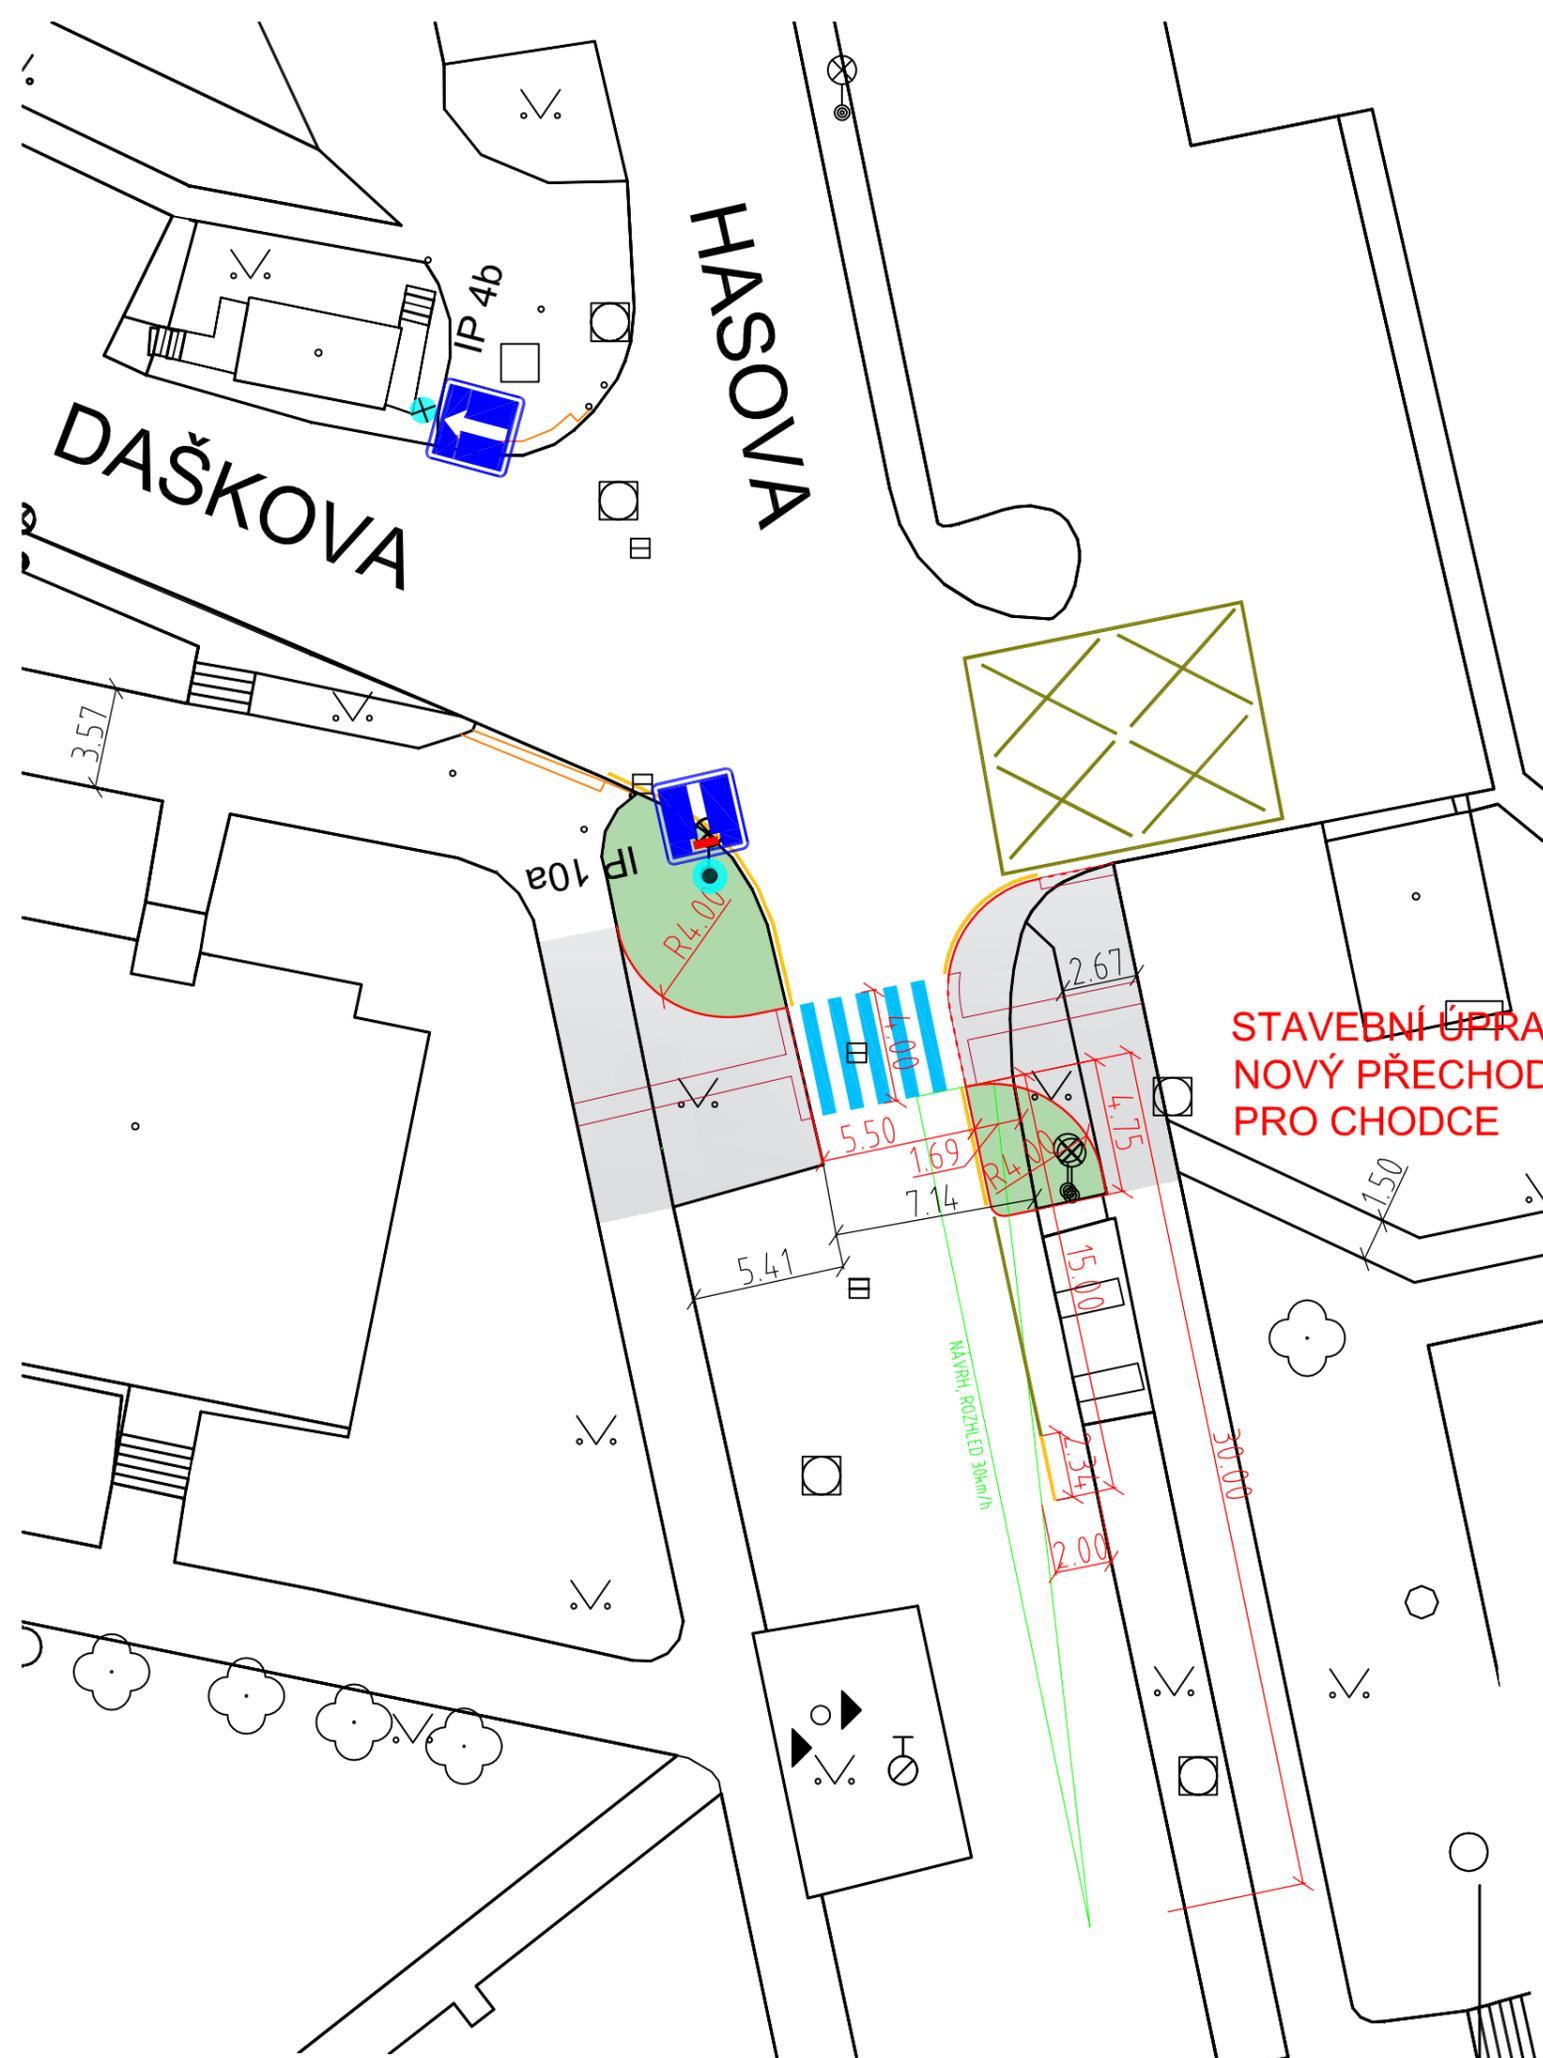 HASOVA
IP 4b
DAŠKOVA
3.57
IP 10a
R4.00
2.67
4.00
STAVEBNÍ ÚPRA
NOVÝ PŘECHOD
PRO CHODCE
4.75
5.50
1.69
R4.00
7.14
1.50
5.41
15.00
NÁVRH, ROZHLED 30km/h
2.34
30.00
2.00